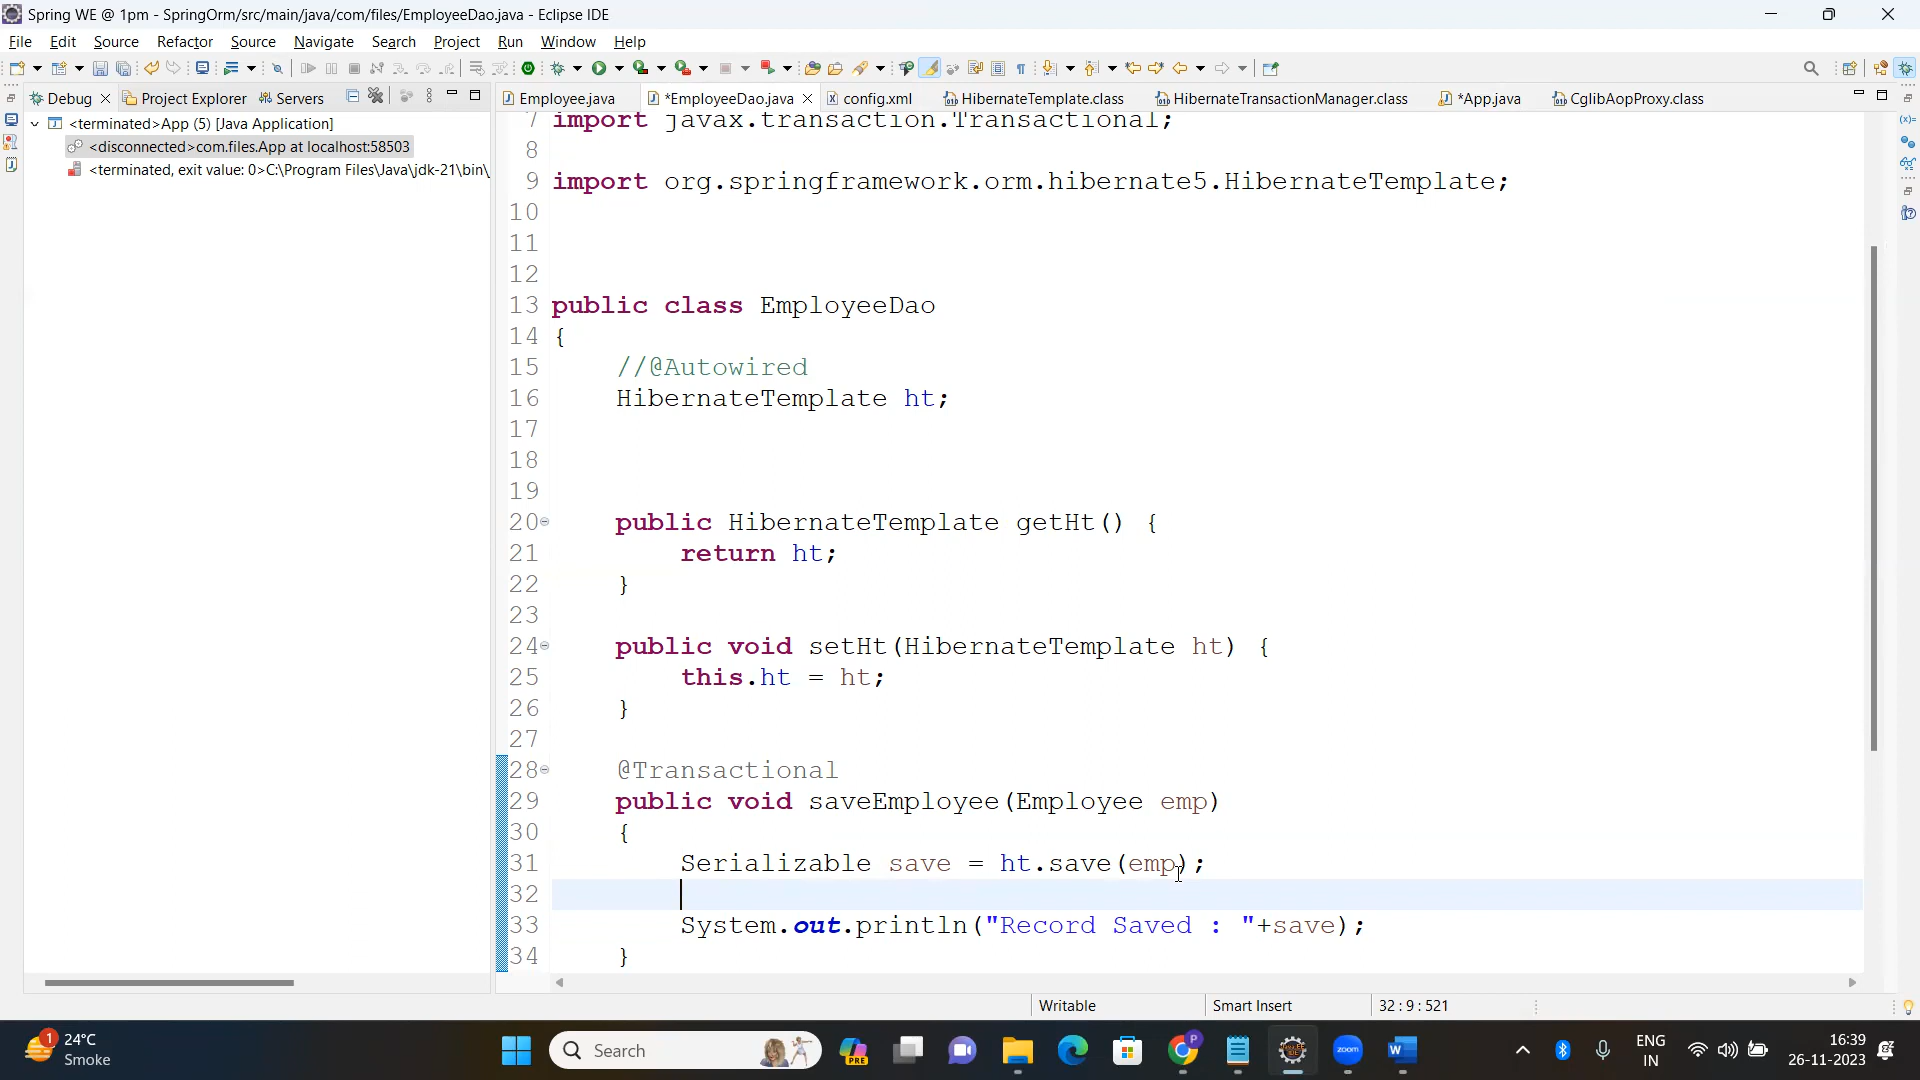 Spring WE @ 1pm - SpringOrm/src/main/java/com/files/EmployeeDao.java - Eclipse IDE
File Edit Source Refactor Source Navigate Search Project Run Window Help
Debug Project Explorer Servers
Employee.java *EmployeeDao.java config.xml HibernateTemplate.class HibernateTransactionManager.class *App.java CglibAopProxy.class
<terminated>App (5) [Java Application]
<disconnected>com.files.App at localhost:58503
<terminated, exit value: 0>C:\Program Files\Java\jdk-21\bin\
7 import javax.transaction.Transactional;
8
9 import org.springframework.orm.hibernate5.HibernateTemplate;
10
11
12
13 public class EmployeeDao
14 {
15 //@Autowired
16 HibernateTemplate ht;
17
18
19
20 public HibernateTemplate getHt() {
21 return ht;
22 }
23
24 public void setHt(HibernateTemplate ht) {
25 this.ht = ht;
26 }
27
28 @Transactional
29 public void saveEmployee(Employee emp)
30 {
31 Serializable save = ht.save(emp);
32
33 System.out.println("Record Saved : "+save);
34 }
Writable Smart Insert 32 : 9 : 521
1 24°C
Smoke
Search
PRE
P
zoom
W
ENG
IN
16:39
26-11-2023